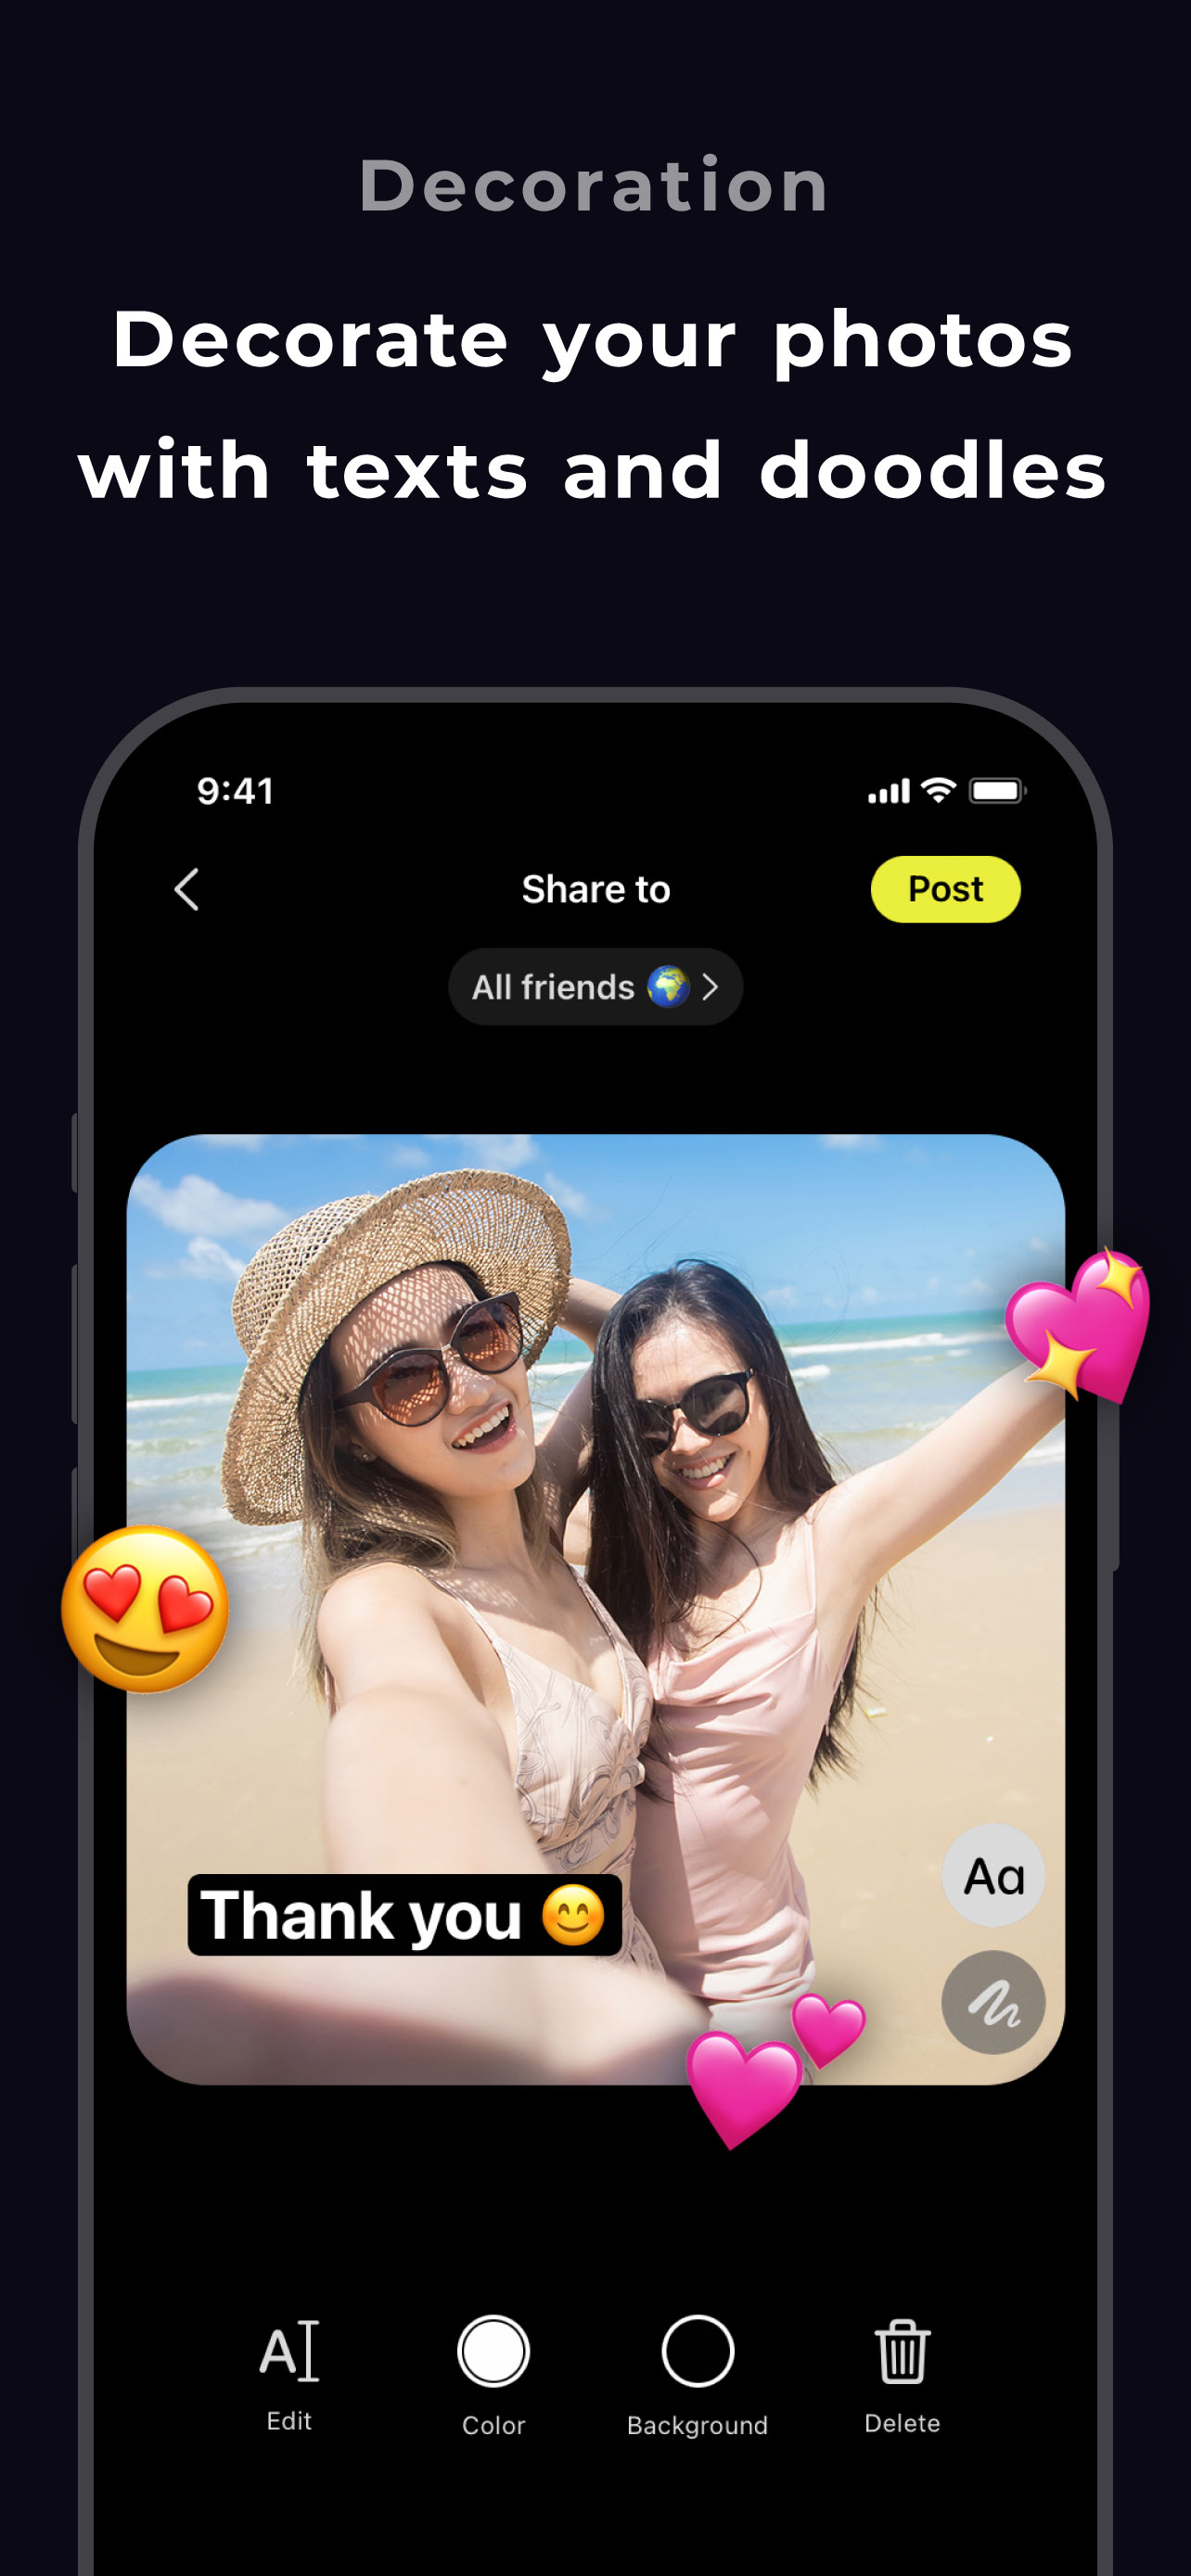 Decoration
Decorate your photos
with texts and doodles
9:41
Share to
Post
All friends 🌍
Thank you 😊
Aa
A
Edit
Color
Background
Delete